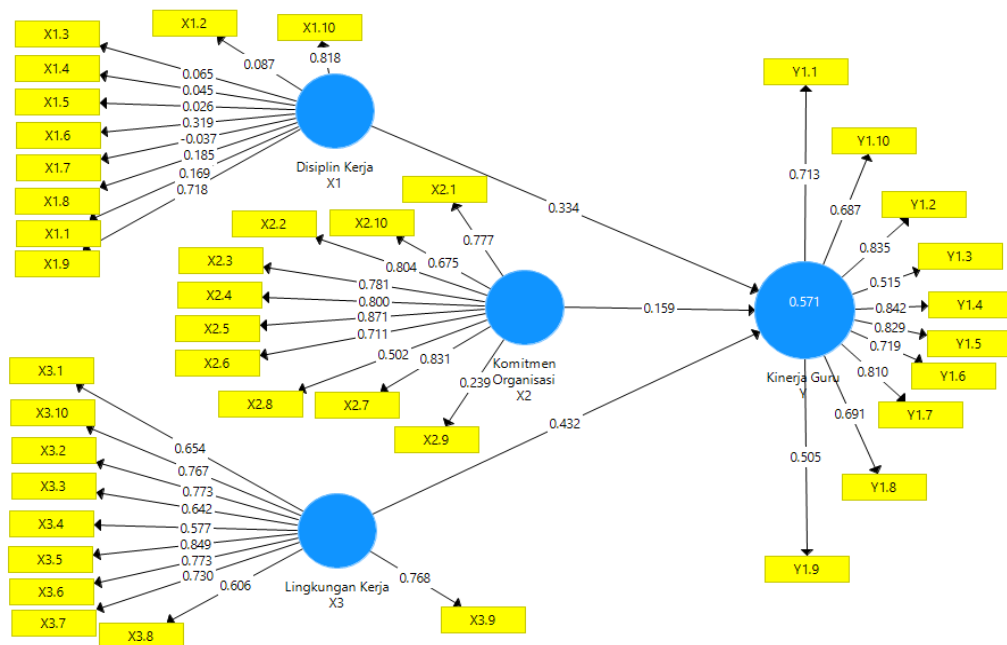 X1.2
X1.10
X1.3
X1.4
X1.5
X1.6
X1.7
X1.8
X1.1
X1.9
0.087
0.818
0.065
0.045
0.026
0.319
-0.037
0.185
0.169
0.718
Disiplin Kerja
X1
0.334
X2.1
X2.10
X2.2
X2.3
X2.4
X2.5
X2.6
X2.8
X2.7
X2.9
0.777
0.675
0.804
0.781
0.800
0.871
0.711
0.502
0.831
0.239
Komitmen
Organisasi
X2
0.159
X3.1
X3.10
X3.2
X3.3
X3.4
X3.5
X3.6
X3.7
X3.8
X3.9
0.654
0.767
0.773
0.642
0.577
0.849
0.773
0.730
0.606
0.768
Lingkungan Kerja
X3
0.432
Y1.1
Y1.10
Y1.2
Y1.3
Y1.4
Y1.5
Y1.6
Y1.7
Y1.8
Y1.9
0.713
0.687
0.835
0.515
0.842
0.829
0.719
0.810
0.691
0.505
0.571
Kinerja Guru
Y